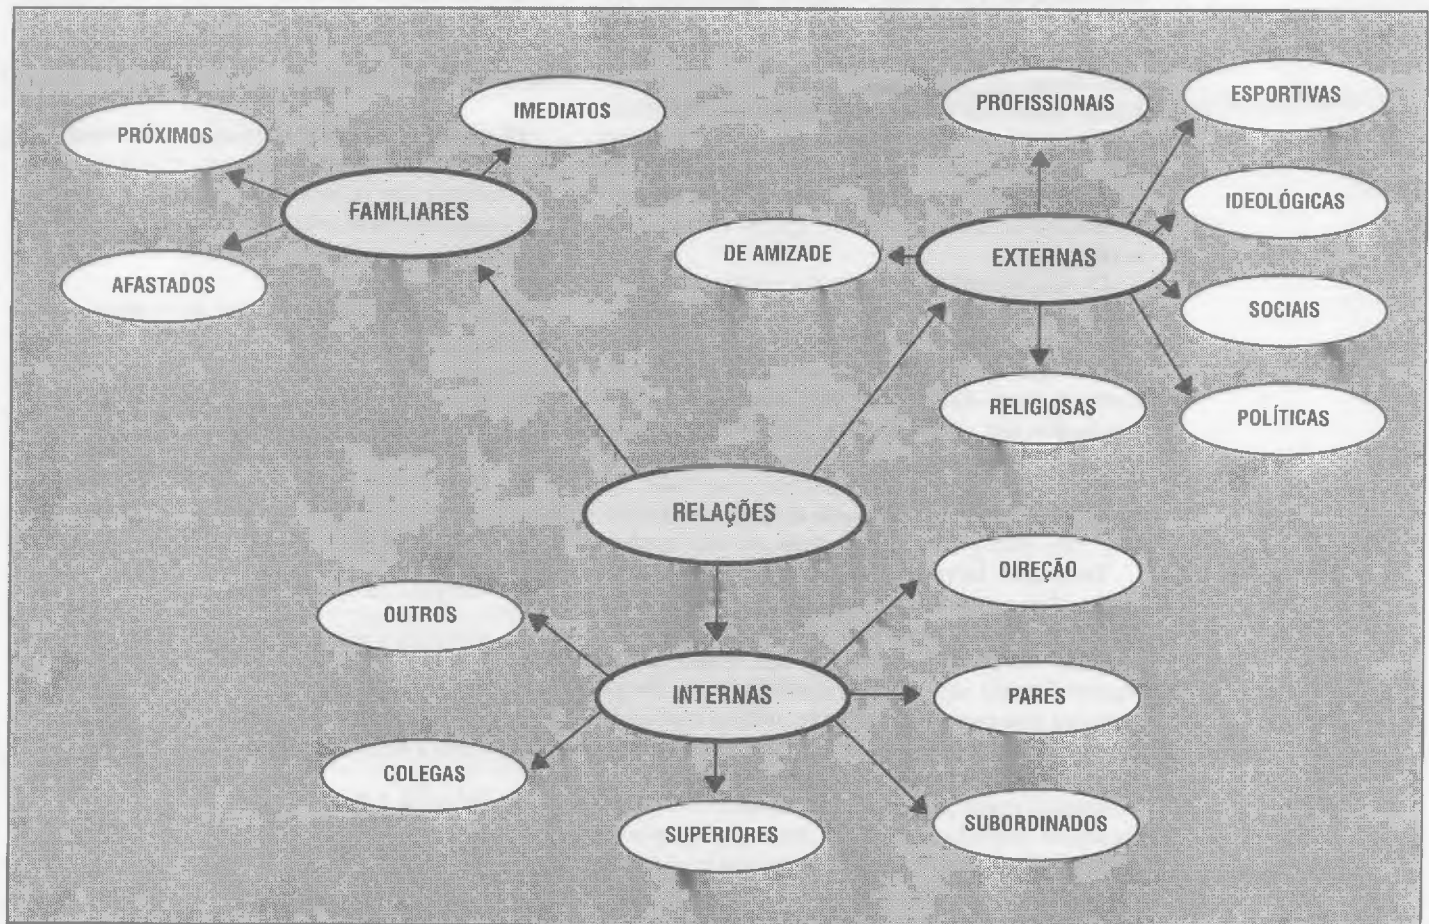 PRÓXIMOS
IMEDIATOS
FAMILIARES
AFASTADOS
PROFISSIONAIS
ESPORTIVAS
IDEOLÓGICAS
DE AMIZADE
EXTERNAS
SOCIAIS
RELIGIOSAS
POLÍTICAS
RELAÇÕES
OUTROS
DIREÇÃO
INTERNAS
PARES
COLEGAS
SUPERIORES
SUBORDINADOS